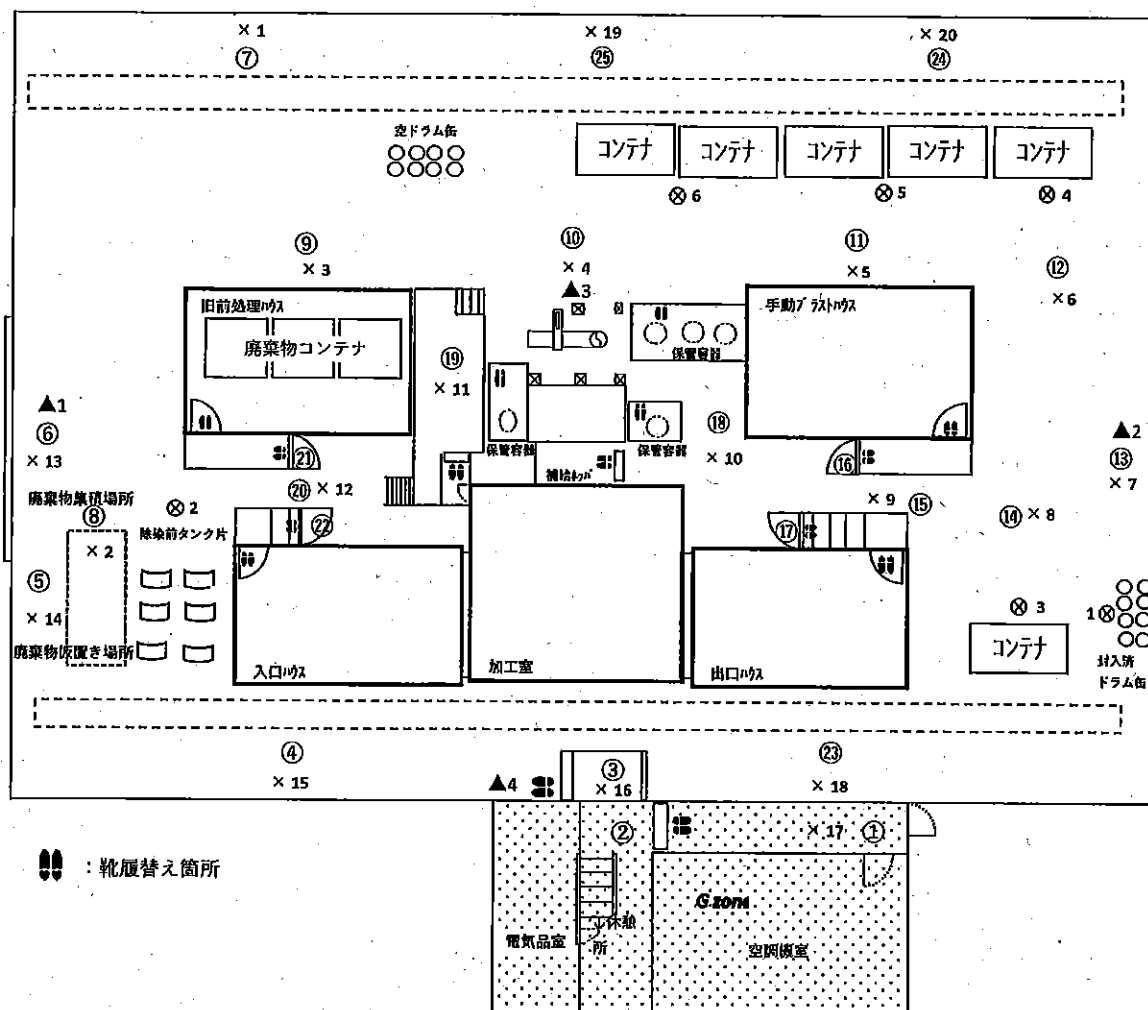 × 1 × 19 × 20
⑦ ㉕ ㉔
空ドラム缶
コンテナ コンテナ コンテナ コンテナ コンテナ
⊗ 6 ⊗ 5 ⊗ 4
⑨ ⑩ ⑪ ⑫
× 3 × 4 × 5 × 6
▲3
旧前処理ハウス 手動ブラストハウス
廃棄物コンテナ
保管容器
⑲
× 11
▲1 ⑱ ▲2
⑥ ⑬
保管容器 保管容器
× 13 ㉑ × 10 ⑯ × 7
補給ホッパ
廃棄物集積場所 ⑳ × 12 × 9 ⑮
⑧ ⊗ 2 ⑭ × 8
除染前タンク片 ㉒ ⑰
× 2
⑤
× 14 ⊗ 3 1 ⊗
廃棄物仮置き場所 コンテナ
入口ハウス 加工室 出口ハウス 封入済
ドラム缶
④ ③ ㉓
× 15 ▲4 × 16 × 18
② × 17 ①
：靴履替え箇所
G.zone
休憩
所
電気品室 空調機室